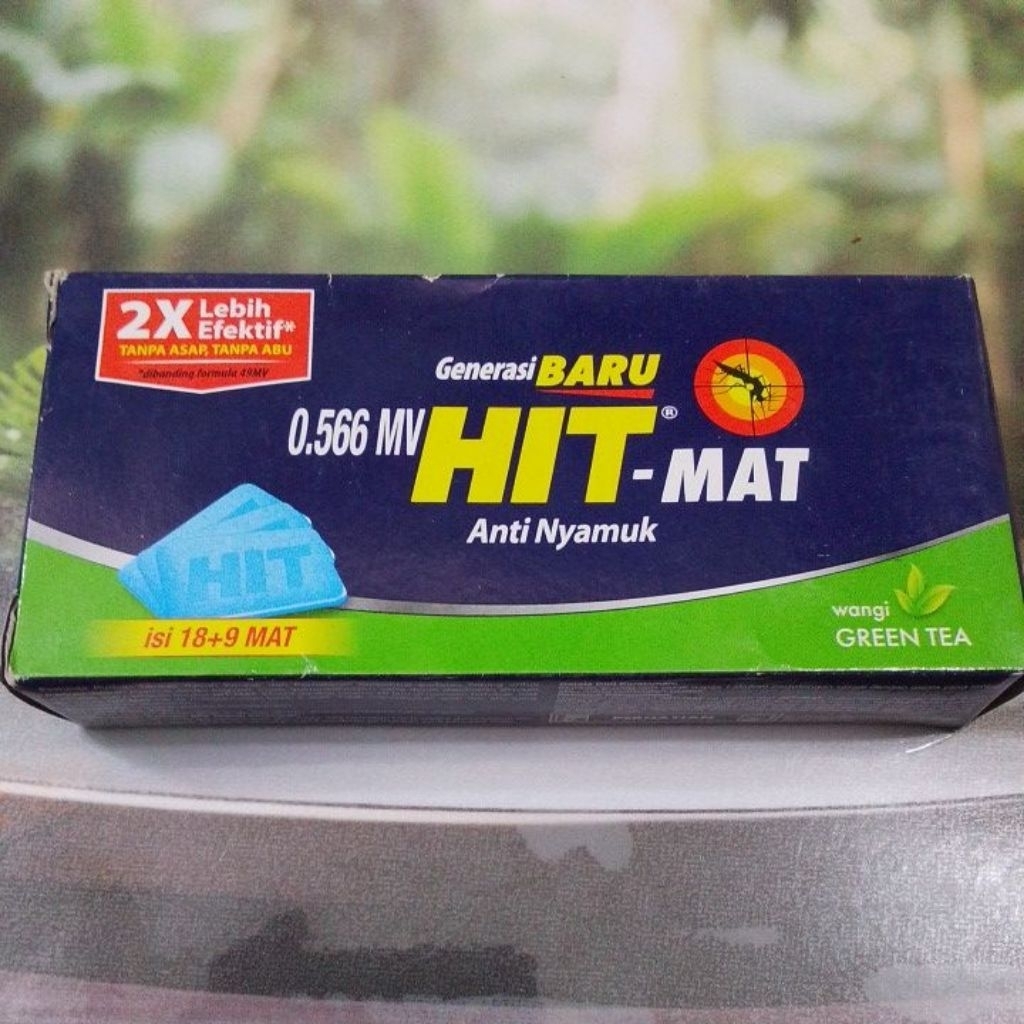 2X Lebih Efektif*
TANPA ASAP, TANPA ABU
*dibanding formula 49MV
Generasi BARU
0.566 MV HIT®-MAT
Anti Nyamuk
HIT
isi 18+9 MAT
wangi
GREEN TEA